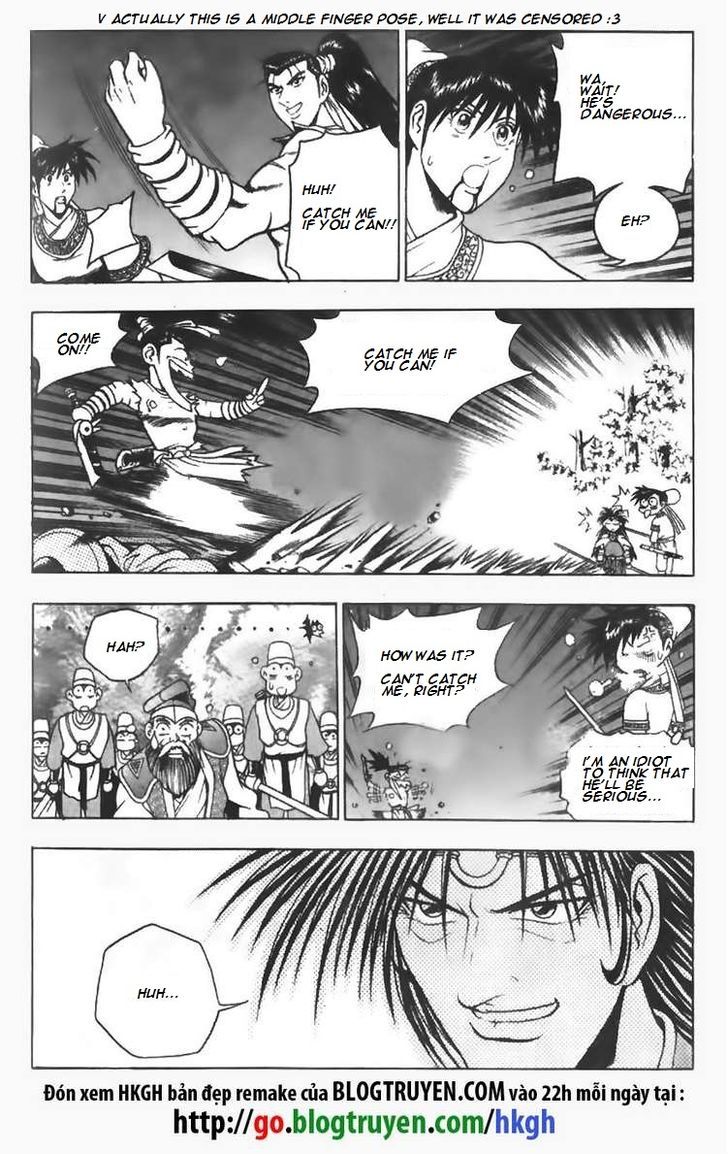 V ACTUALLY THIS IS A MIDDLE FINGER POSE, WELL IT WAS CENSORED :3
HUH!
CATCH ME
IF YOU CAN!!
WA,
WAIT!
HE'S
DANGEROUS...
EH?
COME
ON!!
CATCH ME IF
YOU CAN!
HAH?
HOW WAS IT?
CAN'T CATCH
ME, RIGHT?
I'M AN IDIOT
TO THINK THAT
HE'LL BE
SERIOUS...
HUH...
Đón xem HKGH bản đẹp remake của BLOGTRUYEN.COM vào 22h mỗi ngày tại :
http://go.blogtruyen.com/hkgh